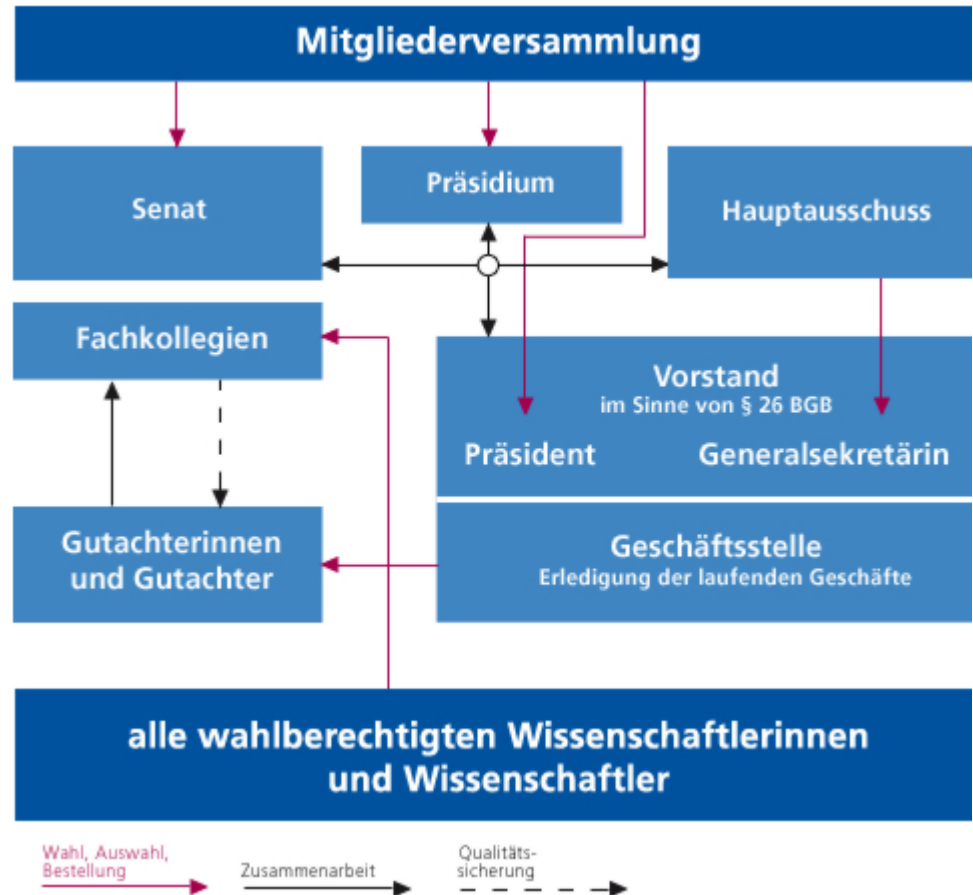 Mitgliederversammlung
Senat
Präsidium
Hauptausschuss
Fachkollegien
Vorstand
im Sinne von § 26 BGB
Präsident
Generalsekretärin
Gutachterinnen
und Gutachter
Geschäftsstelle
Erledigung der laufenden Geschäfte
alle wahlberechtigten Wissenschaftlerinnen
und Wissenschaftler
Wahl, Auswahl,
Bestellung
Zusammenarbeit
Qualitäts-
sicherung